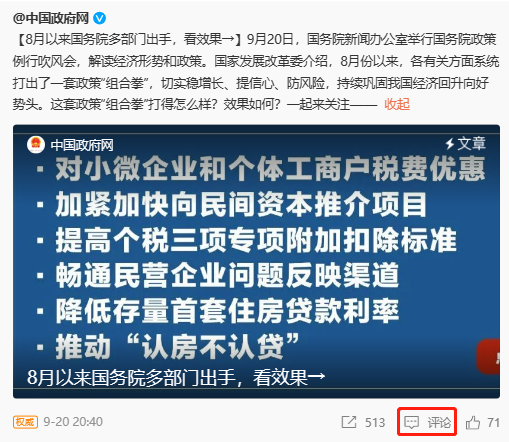 @中国政府网
【8月以来国务院多部门出手，看效果→】9月20日，国务院新闻办公室举行国务院政策
例行吹风会，解读经济形势和政策。国家发展改革委介绍，8月份以来，各有关方面系统
打出了一套政策“组合拳”，切实稳增长、提信心、防风险，持续巩固我国经济回升向好
势头。这套政策“组合拳”打得怎么样？效果如何？一起来关注—— 收起
中国政府网 文章
· 对小微企业和个体工商户税费优惠
· 加紧加快向民间资本推介项目
· 提高个税三项专项附加扣除标准
· 畅通民营企业问题反映渠道
· 降低存量首套住房贷款利率
· 推动“认房不认贷”
8月以来国务院多部门出手，看效果→
权威 9-20 20:40 513 评论 71